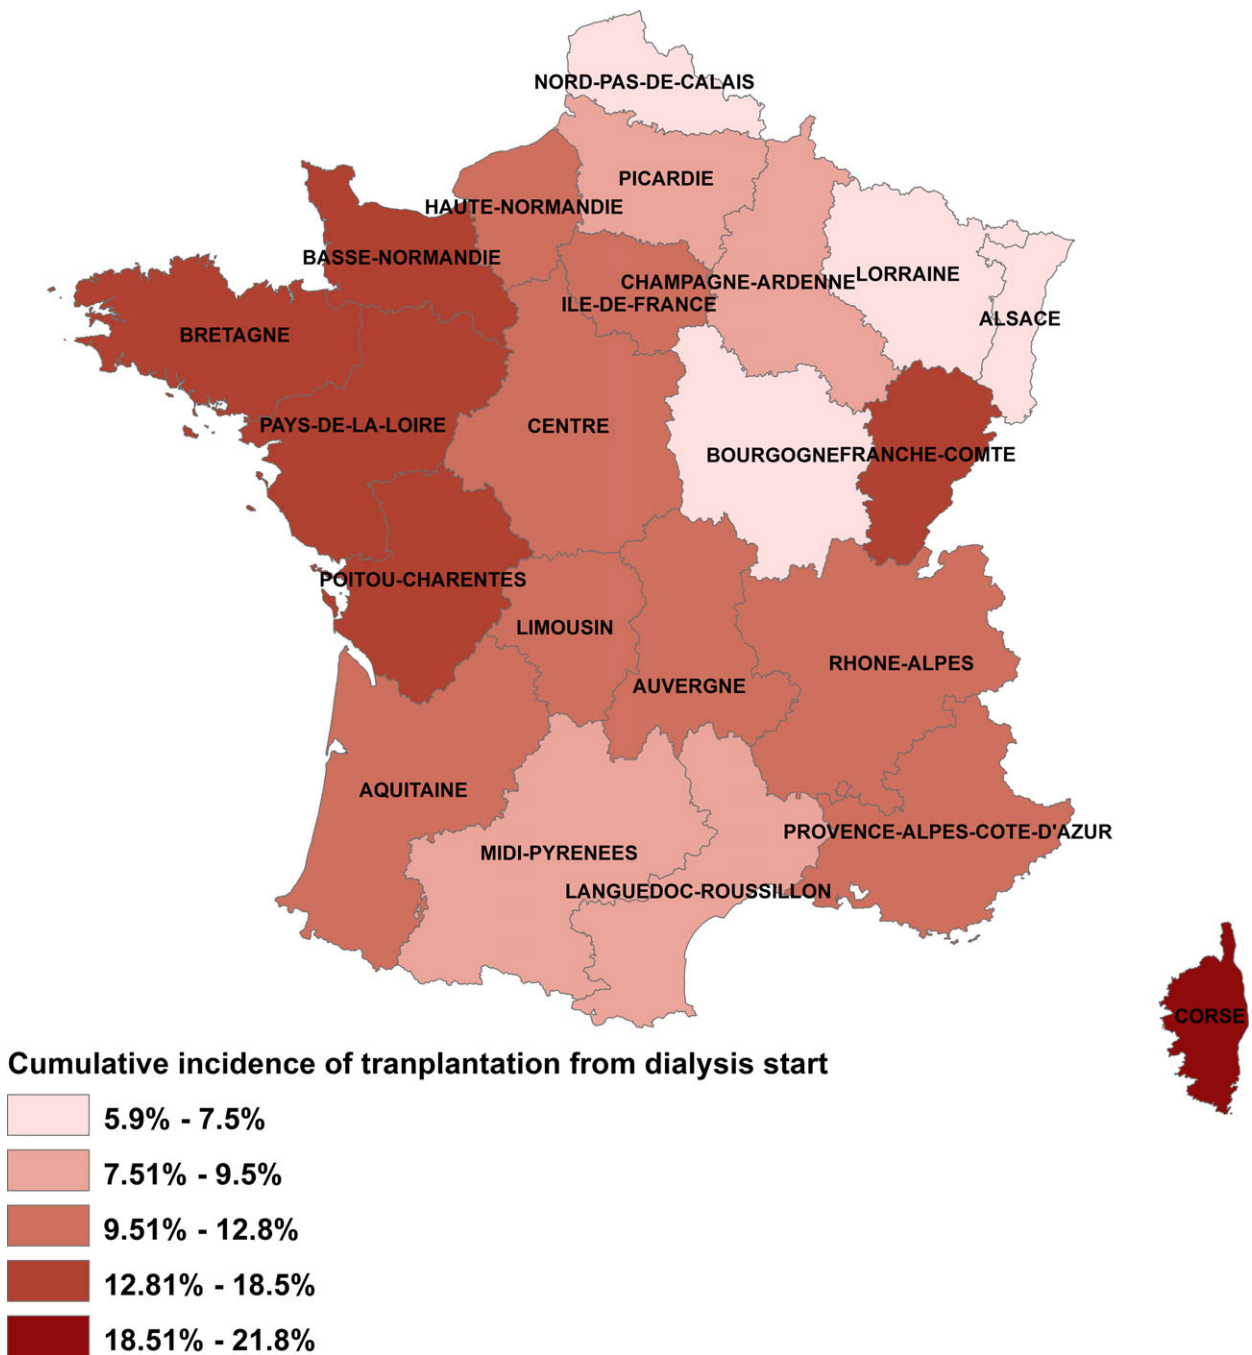 NORD-PAS-DE-CALAIS
PICARDIE
HAUTE-NORMANDIE
BASSE-NORMANDIE
CHAMPAGNE-ARDENNE
LORRAINE
ILE-DE-FRANCE
ALSACE
BRETAGNE
PAYS-DE-LA-LOIRE
CENTRE
BOURGOGNE
FRANCHE-COMTE
POITOU-CHARENTES
LIMOUSIN
RHONE-ALPES
AUVERGNE
AQUITAINE
PROVENCE-ALPES-COTE-D'AZUR
MIDI-PYRENEES
LANGUEDOC-ROUSSILLON
CORSE
Cumulative incidence of tranplantation from dialysis start
5.9% - 7.5%
7.51% - 9.5%
9.51% - 12.8%
12.81% - 18.5%
18.51% - 21.8%